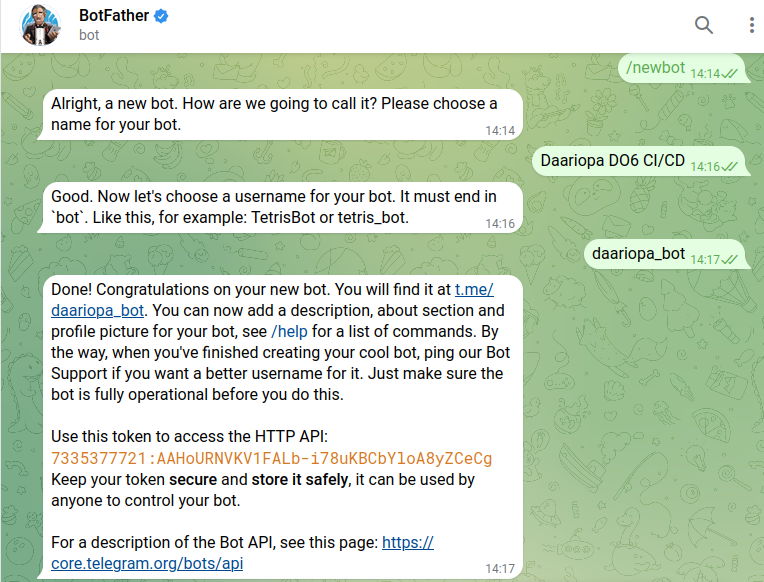 BotFather
bot
/newbot 14:14
Alright, a new bot. How are we going to call it? Please choose a
name for your bot. 14:14
Daariopa DO6 CI/CD 14:16
Good. Now let's choose a username for your bot. It must end in
`bot`. Like this, for example: TetrisBot or tetris_bot. 14:16
daariopa_bot 14:17
Done! Congratulations on your new bot. You will find it at t.me/
daariopa_bot. You can now add a description, about section and
profile picture for your bot, see /help for a list of commands. By
the way, when you've finished creating your cool bot, ping our Bot
Support if you want a better username for it. Just make sure the
bot is fully operational before you do this.
Use this token to access the HTTP API:
7335377721:AAHoURNVKV1FALb-i78uKBCbYloA8yZCeCg
Keep your token secure and store it safely, it can be used by
anyone to control your bot.
For a description of the Bot API, see this page: https://
core.telegram.org/bots/api 14:17